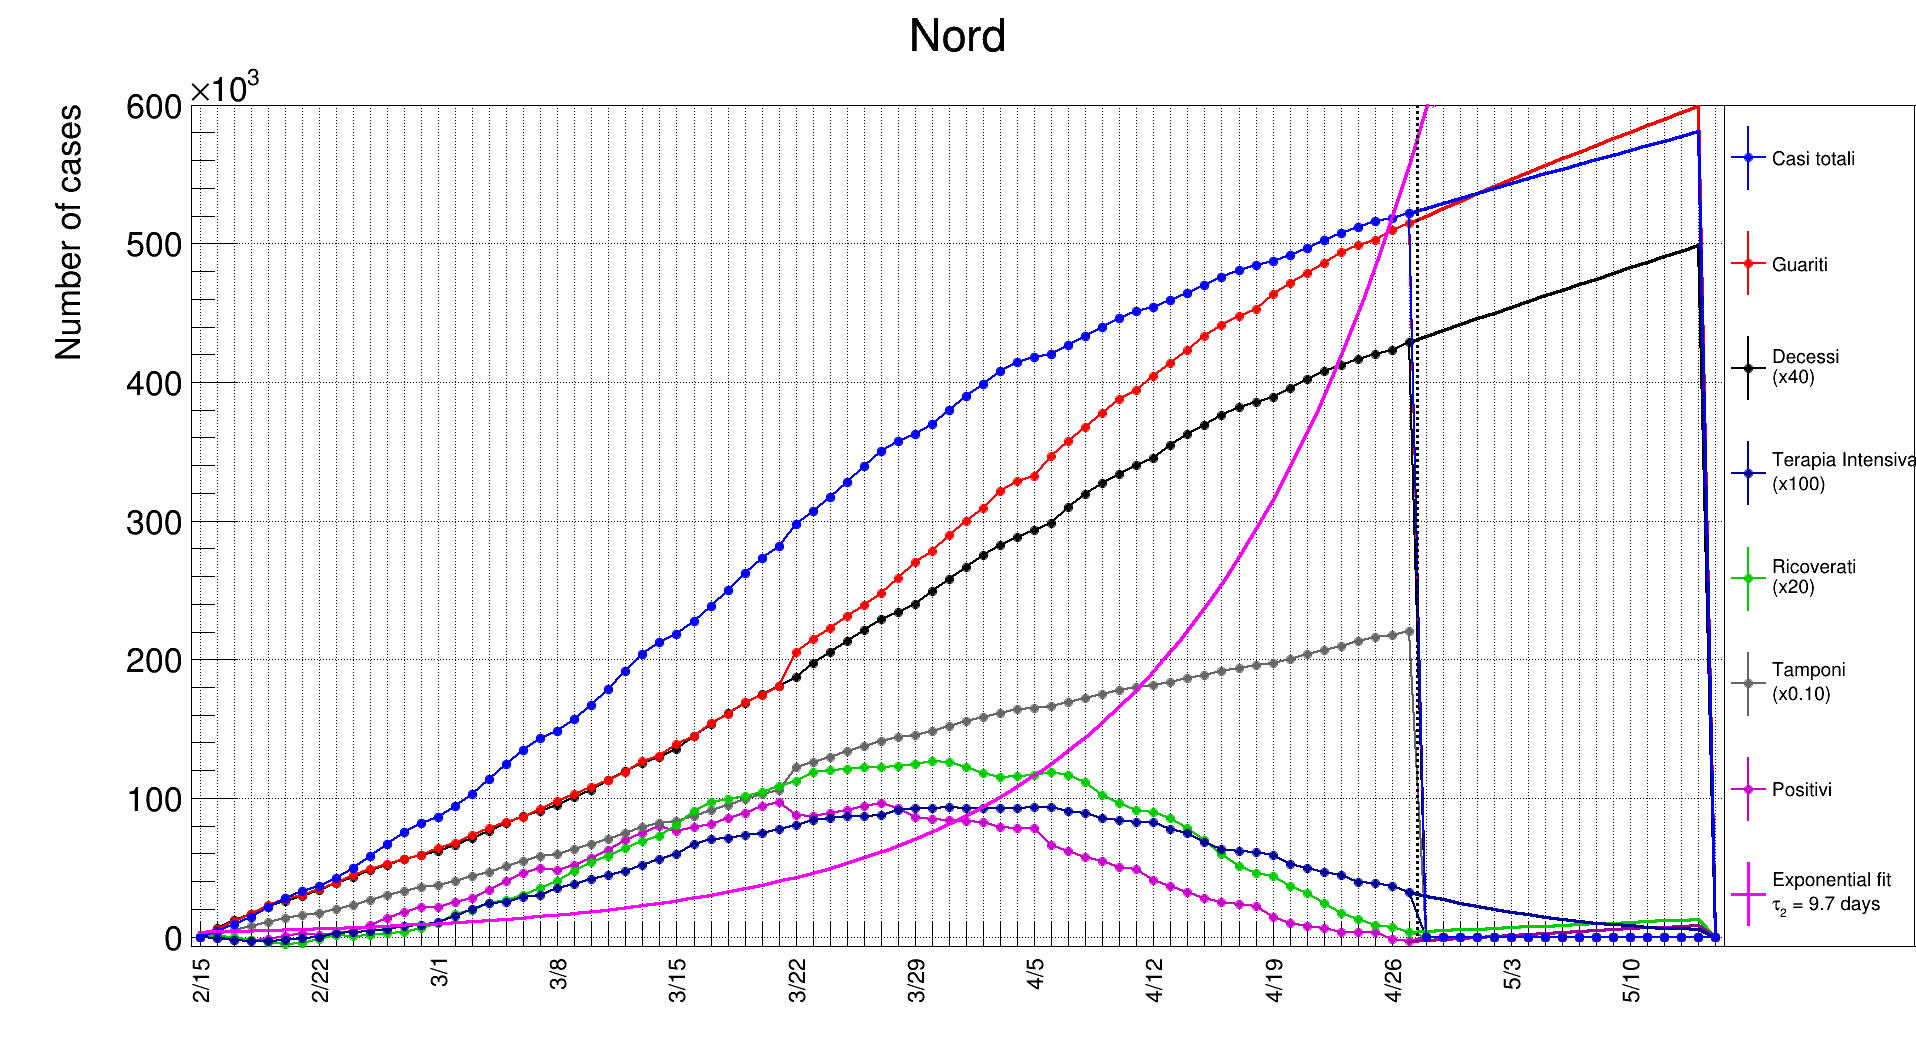 Nord
×10³
Number of cases
600
500
400
300
200
100
0
2/15
2/22
3/1
3/8
3/15
3/22
3/29
4/5
4/12
4/19
4/26
5/3
5/10
Casi totali
Guariti
Decessi
(x40)
Terapia Intensiva
(x100)
Ricoverati
(x20)
Tamponi
(x0.10)
Positivi
Exponential fit
τ₂ = 9.7 days